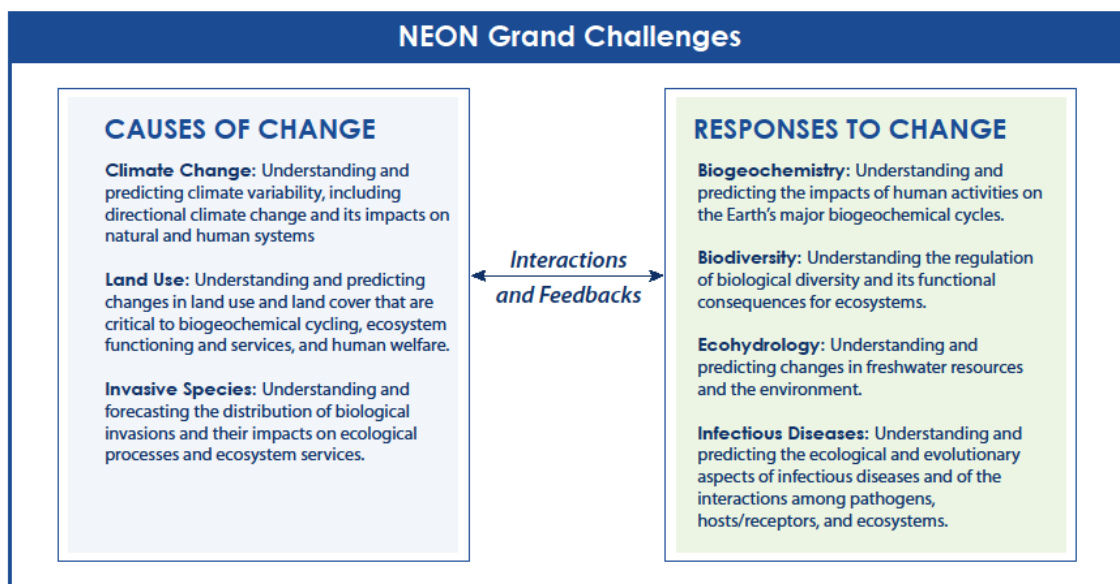 NEON Grand Challenges
CAUSES OF CHANGE
Climate Change: Understanding and
predicting climate variability, including
directional climate change and its impacts on
natural and human systems
Land Use: Understanding and predicting
changes in land use and land cover that are
critical to biogeochemical cycling, ecosystem
functioning and services, and human welfare.
Invasive Species: Understanding and
forecasting the distribution of biological
invasions and their impacts on ecological
processes and ecosystem services.
Interactions
and Feedbacks
RESPONSES TO CHANGE
Biogeochemistry: Understanding and
predicting the impacts of human activities on
the Earth's major biogeochemical cycles.
Biodiversity: Understanding the regulation
of biological diversity and its functional
consequences for ecosystems.
Ecohydrology: Understanding and
predicting changes in freshwater resources
and the environment.
Infectious Diseases: Understanding and
predicting the ecological and evolutionary
aspects of infectious diseases and of the
interactions among pathogens,
hosts/receptors, and ecosystems.